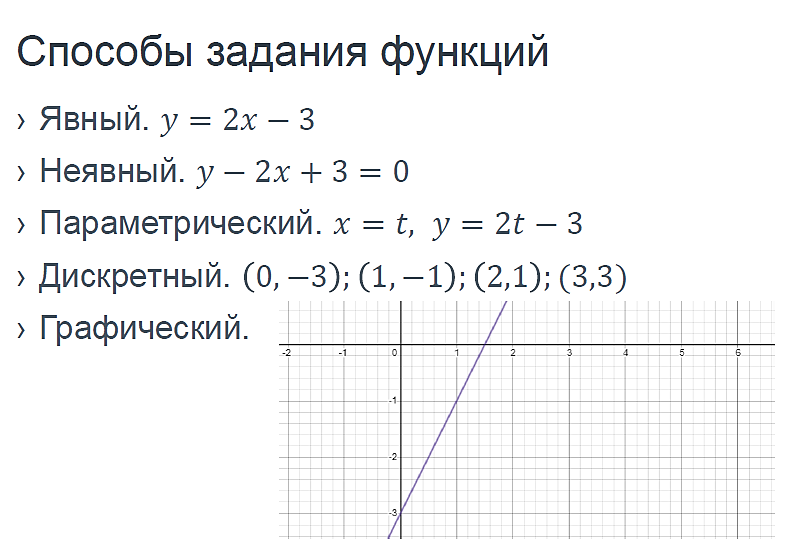 Способы задания функций
› Явный. y = 2x − 3
› Неявный. y − 2x + 3 = 0
› Параметрический. x = t, y = 2t − 3
› Дискретный. (0, −3); (1, −1); (2,1); (3,3)
› Графический.
-2 -1 0 1 2 3 4 5 6
-1
-2
-3